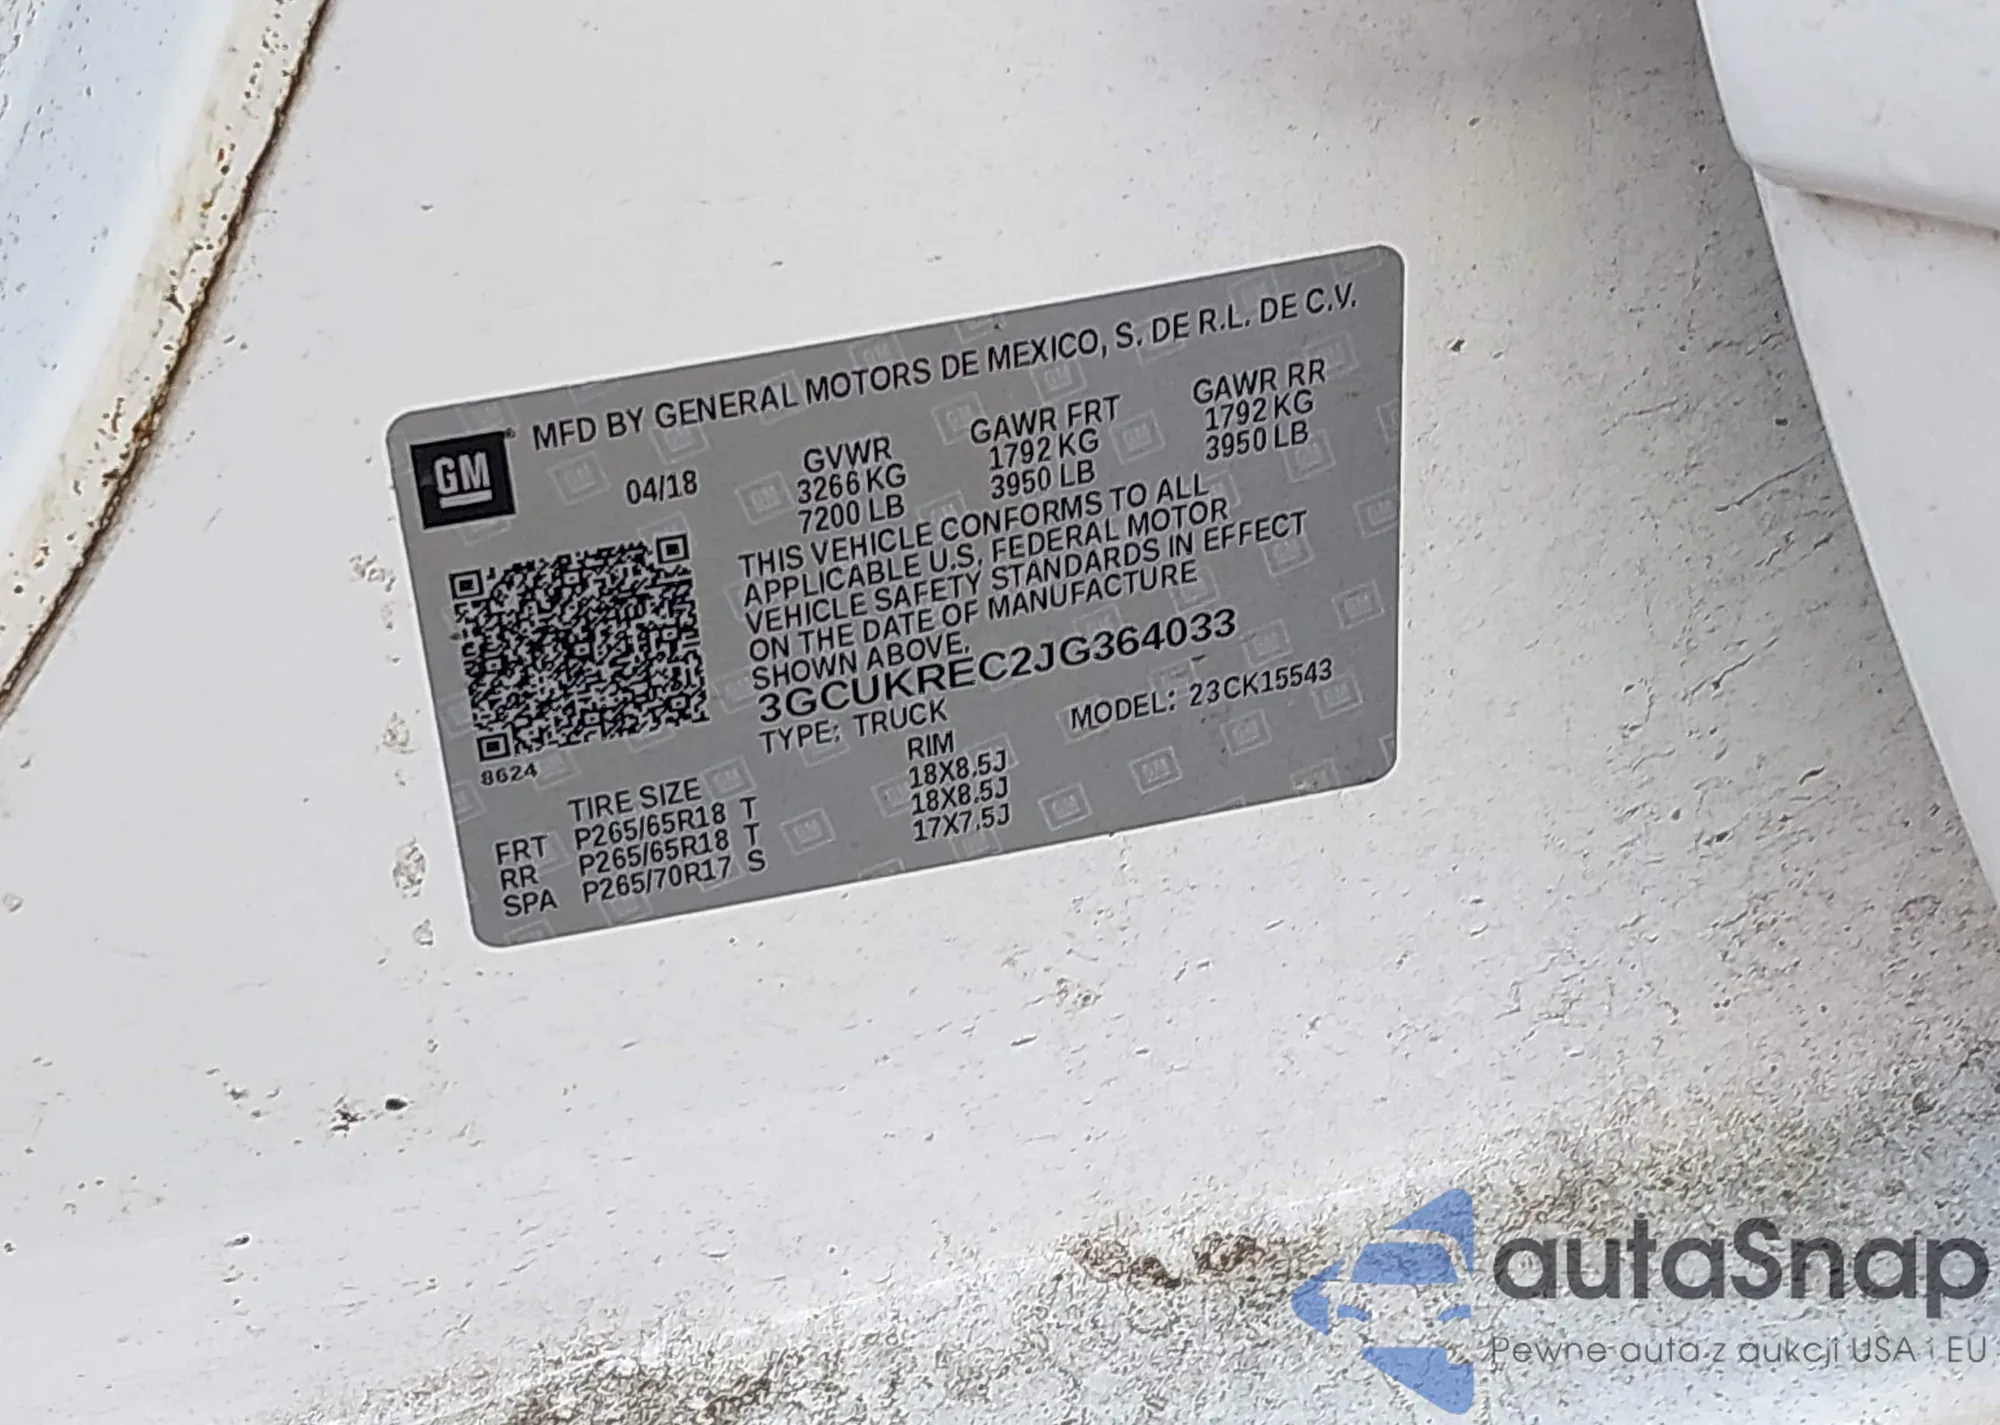 MFD BY GENERAL MOTORS DE MEXICO, S. DE R.L. DE C.V.
GM
04/18
GVWR GAWR FRT GAWR RR
3266 KG 1792 KG 1792 KG
7200 LB 3950 LB 3950 LB
THIS VEHICLE CONFORMS TO ALL
APPLICABLE U.S. FEDERAL MOTOR
VEHICLE SAFETY STANDARDS IN EFFECT
ON THE DATE OF MANUFACTURE
SHOWN ABOVE.
3GCUKREC2JG364033
TYPE: TRUCK MODEL: 23CK15543
8624
TIRE SIZE RIM
FRT P265/65R18 T 18X8.5J
RR P265/65R18 T 18X8.5J
SPA P265/70R17 S 17X7.5J
autaSnap
Pewne auta z aukcji USA i EU